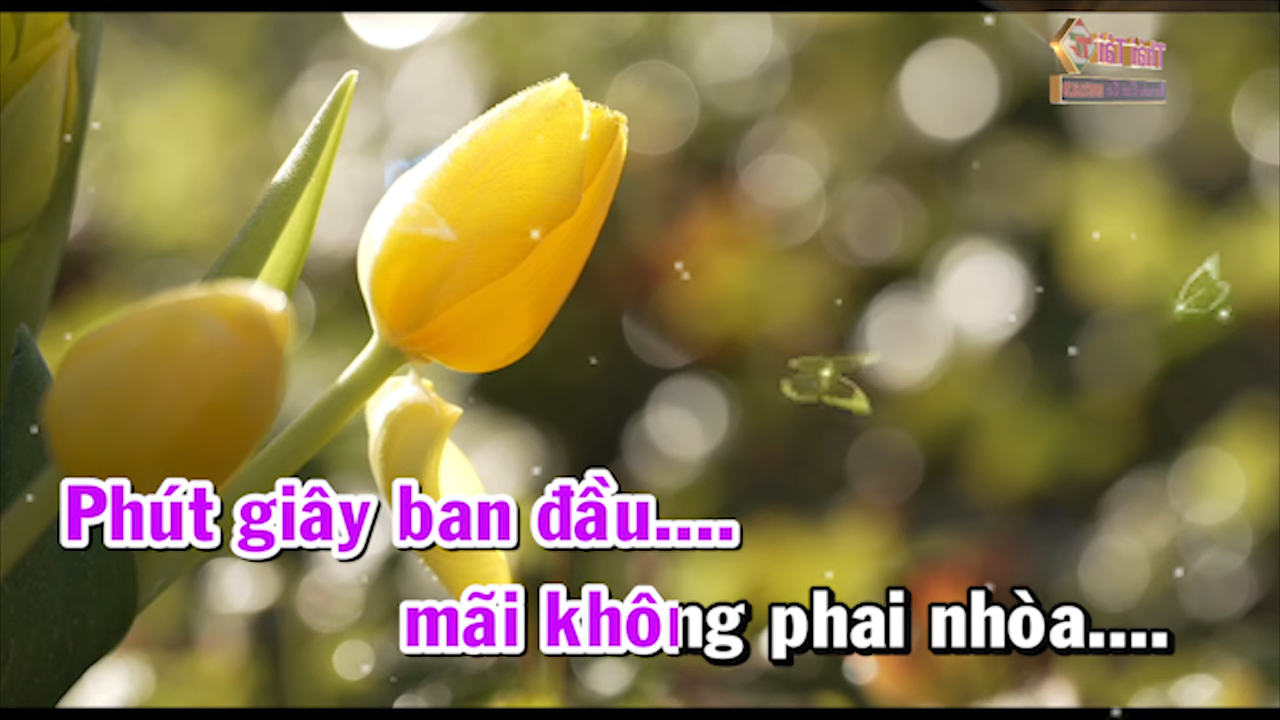 Phút giây ban đầu....
mãi không phai nhòa....